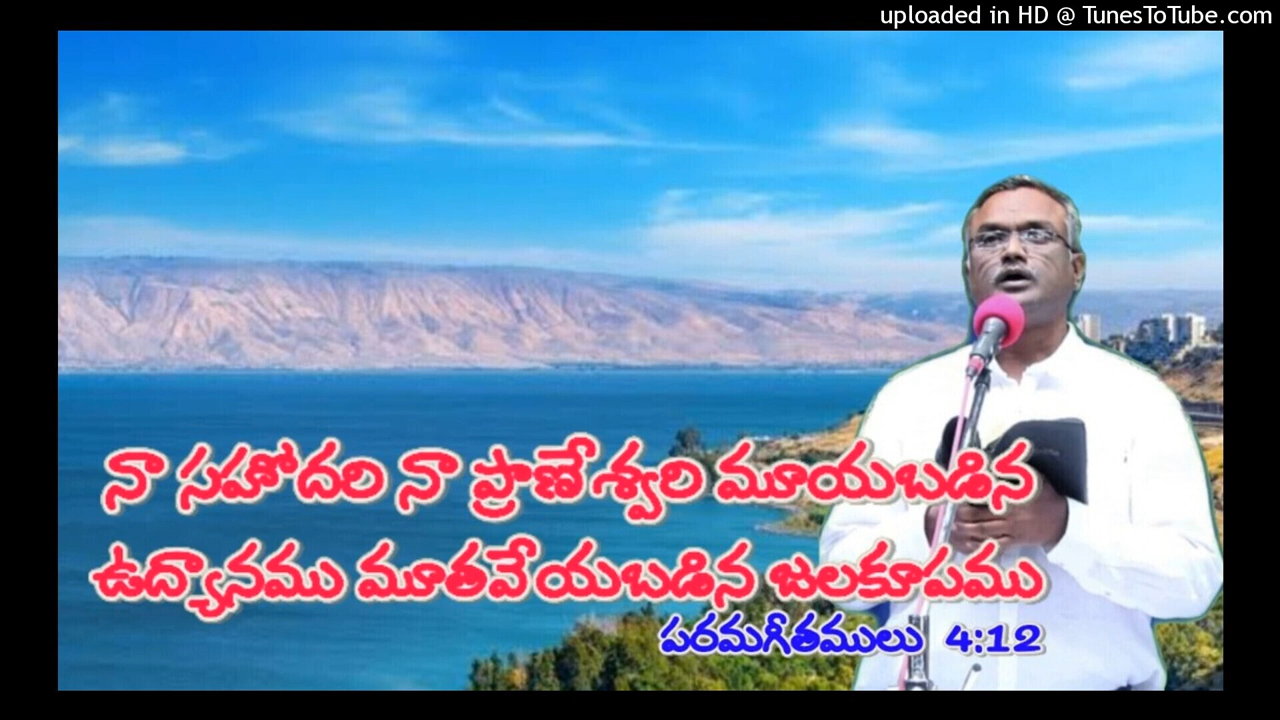 uploaded in HD @ TunesToTube.com
నా సహోదరి నా ప్రాణేశ్వరి మూయబడిన
ఉద్యానము మూతవేయబడిన జలకూపము
పరమగీతములు 4:12